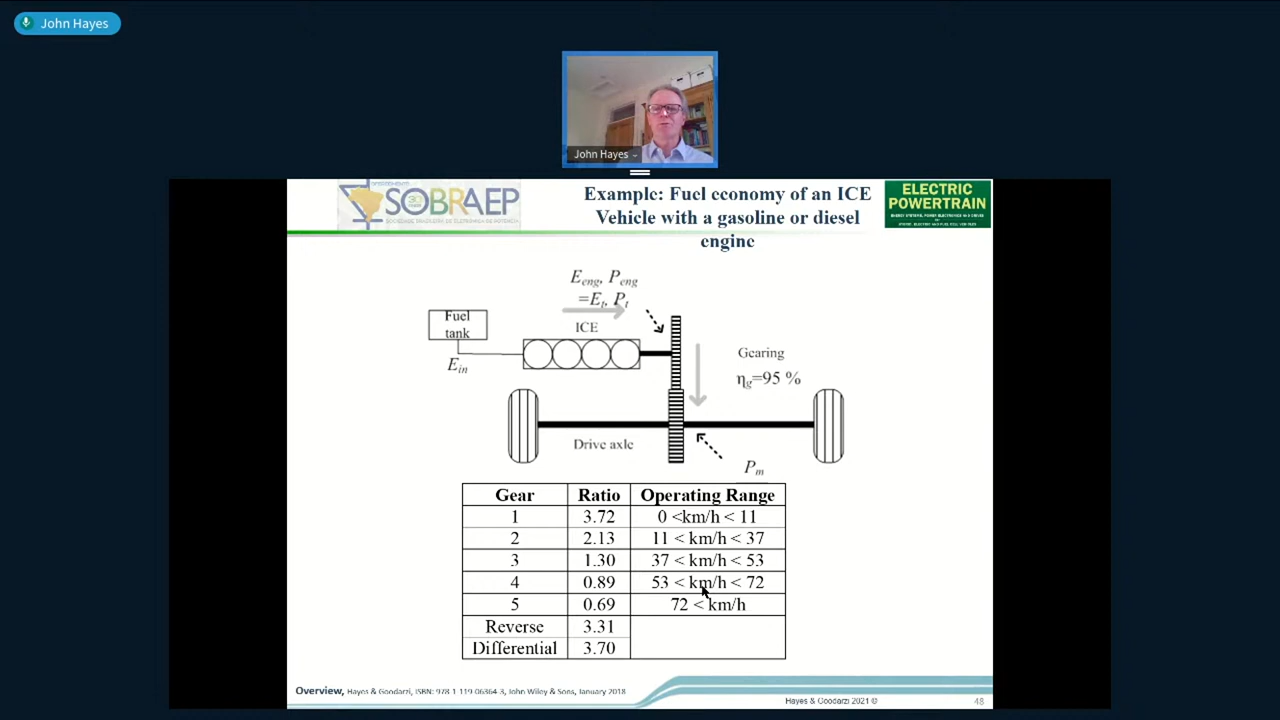 John Hayes
John Hayes
SOBRAEP
Example: Fuel economy of an ICE
Vehicle with a gasoline or diesel
engine
ELECTRIC
POWERTRAIN
E_eng, P_eng
=E_t, P_t
Fuel
tank
ICE
E_in
Gearing
η_g=95 %
Drive axle
P_m
Gear Ratio Operating Range
1 3.72 0 <km/h < 11
2 2.13 11 < km/h < 37
3 1.30 37 < km/h < 53
4 0.89 53 < km/h < 72
5 0.69 72 < km/h
Reverse 3.31
Differential 3.70
Overview, Hayes & Goodarzi, ISBN: 978-1-119-06364-3, John Wiley & Sons, January 2018
Hayes & Goodarzi 2021 ©
48